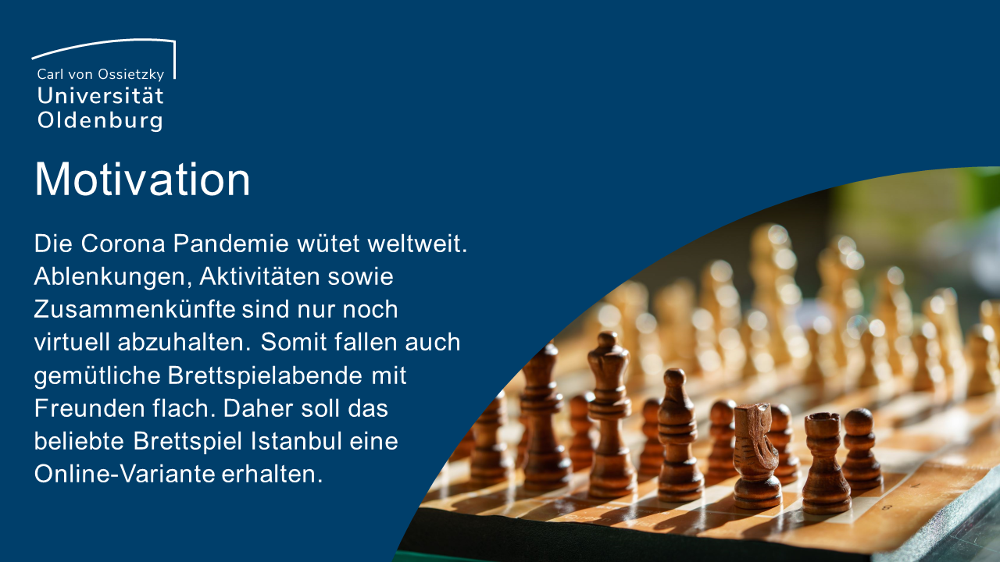 Carl von Ossietzky
Universität
Oldenburg
Motivation
Die Corona Pandemie wütet weltweit.
Ablenkungen, Aktivitäten sowie
Zusammenkünfte sind nur noch
virtuell abzuhalten. Somit fallen auch
gemütliche Brettspielabende mit
Freunden flach. Daher soll das
beliebte Brettspiel Istanbul eine
Online-Variante erhalten.